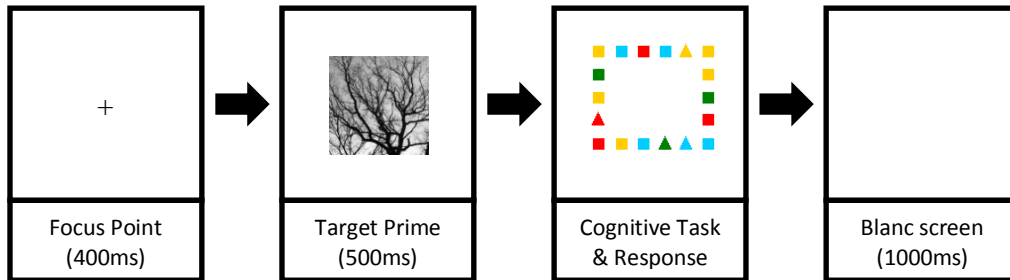 Focus Point
(400ms)
Target Prime
(500ms)
Cognitive Task
& Response
Blanc screen
(1000ms)